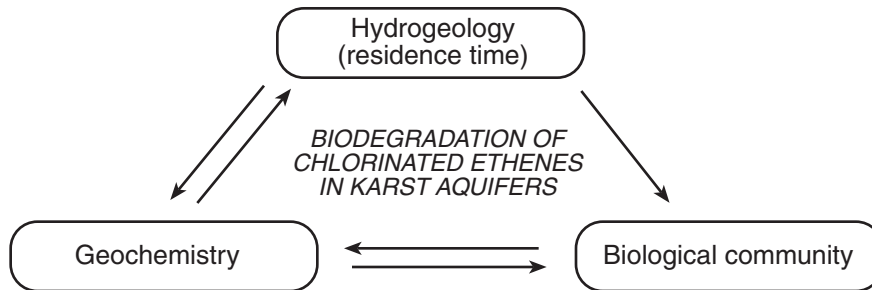 Hydrogeology
(residence time)
BIODEGRADATION OF
CHLORINATED ETHENES
IN KARST AQUIFERS
Geochemistry
Biological community